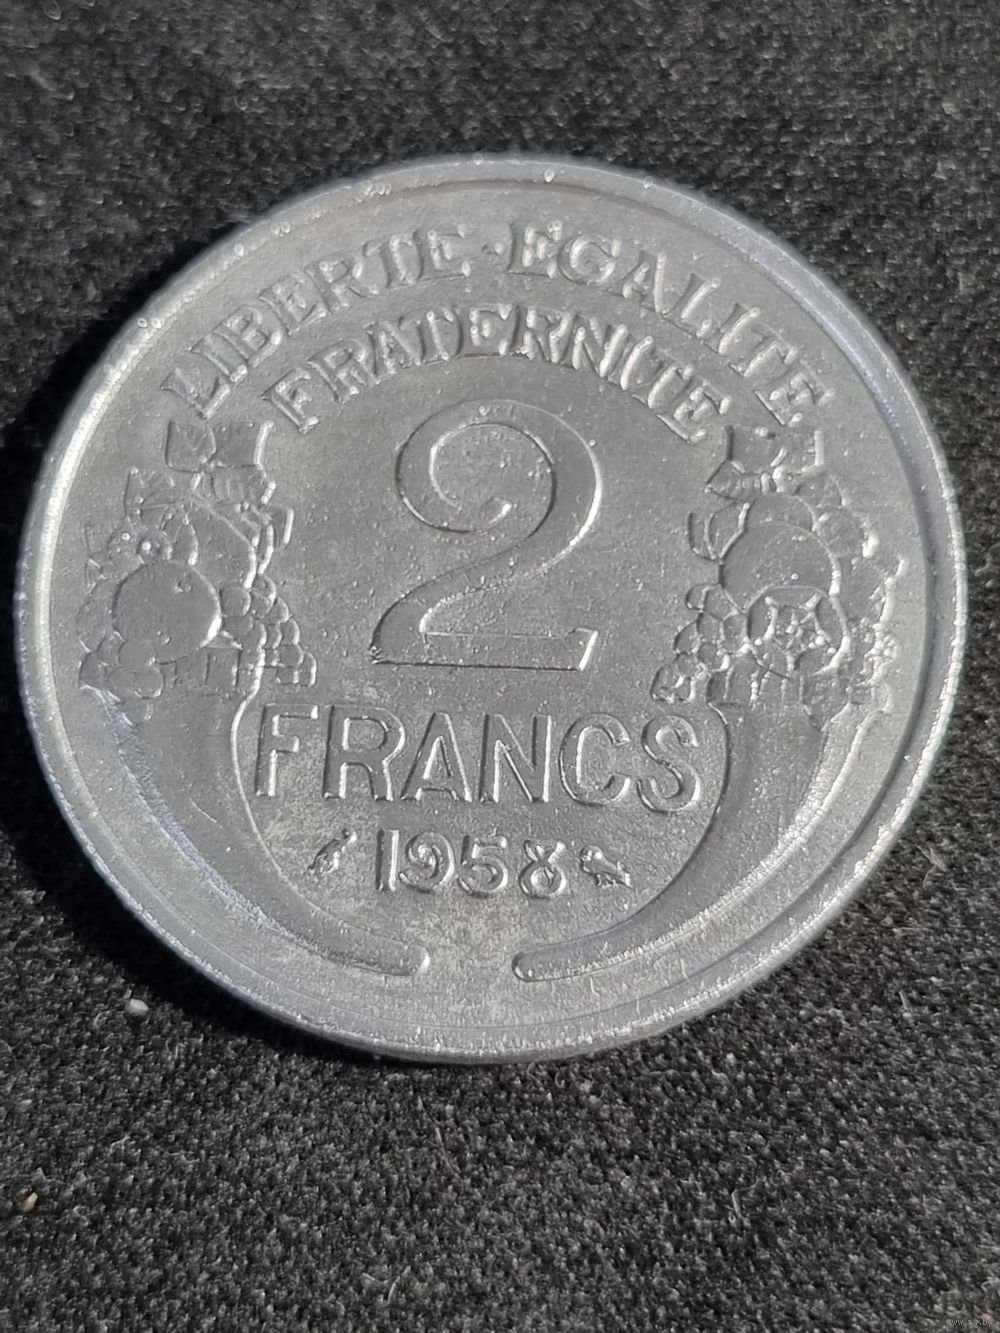 LIBERTE · EGALITE
FRATERNITE
2
FRANCS
1958